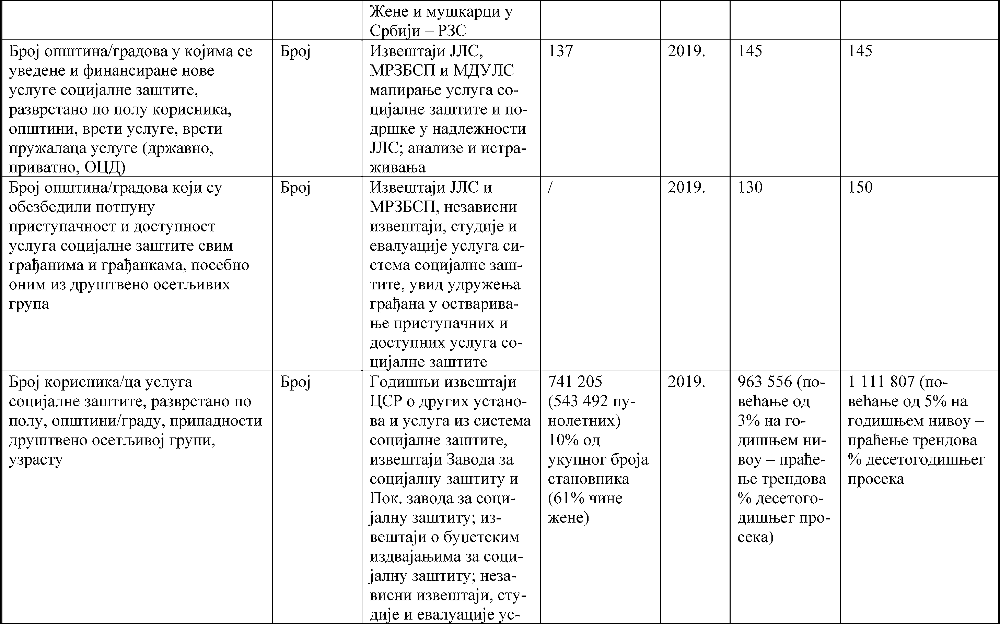 Жене и мушкарци у
Србији – РЗС
Број општина/градова у којима се
уведене и финансиране нове
услуге социјалне заштите,
разврстано по полу корисника,
општини, врсти услуге, врсти
пружалаца услуге (државно,
приватно, ОЦД)
Број
Извештаји ЈЛС,
МРЗБСП и МДУЛС
мапирање услуга со-
цијалне заштите и по-
дршке у надлежности
ЈЛС; анализе и истра-
живања
137
2019.
145
145
Број општина/градова који су
обезбедили потпуну
приступачност и доступност
услуга социјалне заштите свим
грађанима и грађанкама, посебно
оним из друштвено осетљивих
група
Број
Извештаји ЈЛС и
МРЗБСП, независни
извештаји, студије и
евалуације услуга си-
стема социјалне заш-
тите, увид удружења
грађана у остварива-
ње приступачних и
доступних услуга со-
цијалне заштите
/
2019.
130
150
Број корисника/ца услуга
социјалне заштите, разврстано по
полу, општини/граду, припадности
друштвено осетљивој групи,
узрасту
Број
Годишњи извештаји
ЦСР о других устано-
ва и услуга из система
социјалне заштите,
извештаји Завода за
социјалну заштиту и
Пок. завода за соци-
јалну заштиту; из-
вештаји о буџетским
издвајањима за соци-
јалну заштиту; неза-
висни извештаји, сту-
дије и евалуације ус-
741 205
(543 492 пу-
нолетних)
10% од
укупног броја
становника
(61% чине
жене)
2019.
963 556 (по-
већање од
3% на го-
дишњем ни-
воу – праће-
ње трендова
% десетого-
дишњег про-
сека)
1 111 807 (по-
већање од 5% на
годишњем нивоу –
праћење трендова
% десетогодишњег
просека